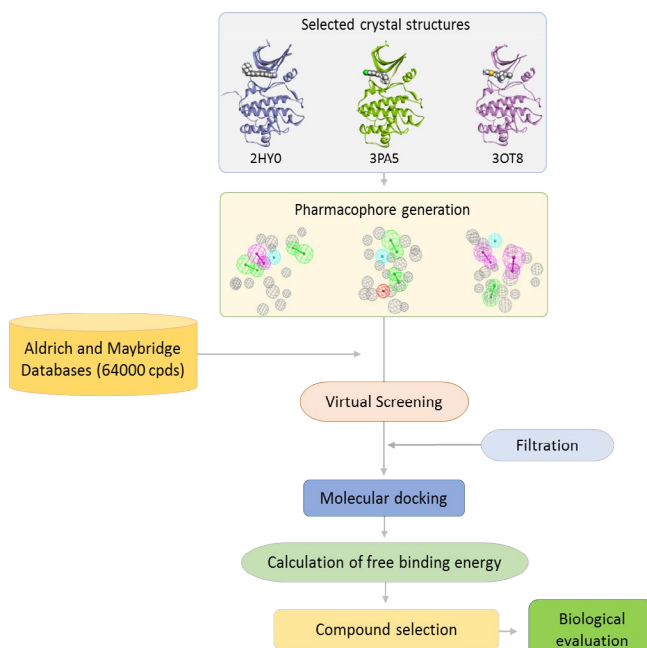 Selected crystal structures
2HY0
3PA5
3OT8
Pharmacophore generation
Aldrich and Maybridge
Databases (64000 cpds)
Virtual Screening
Filtration
Molecular docking
Calculation of free binding energy
Compound selection
Biological
evaluation